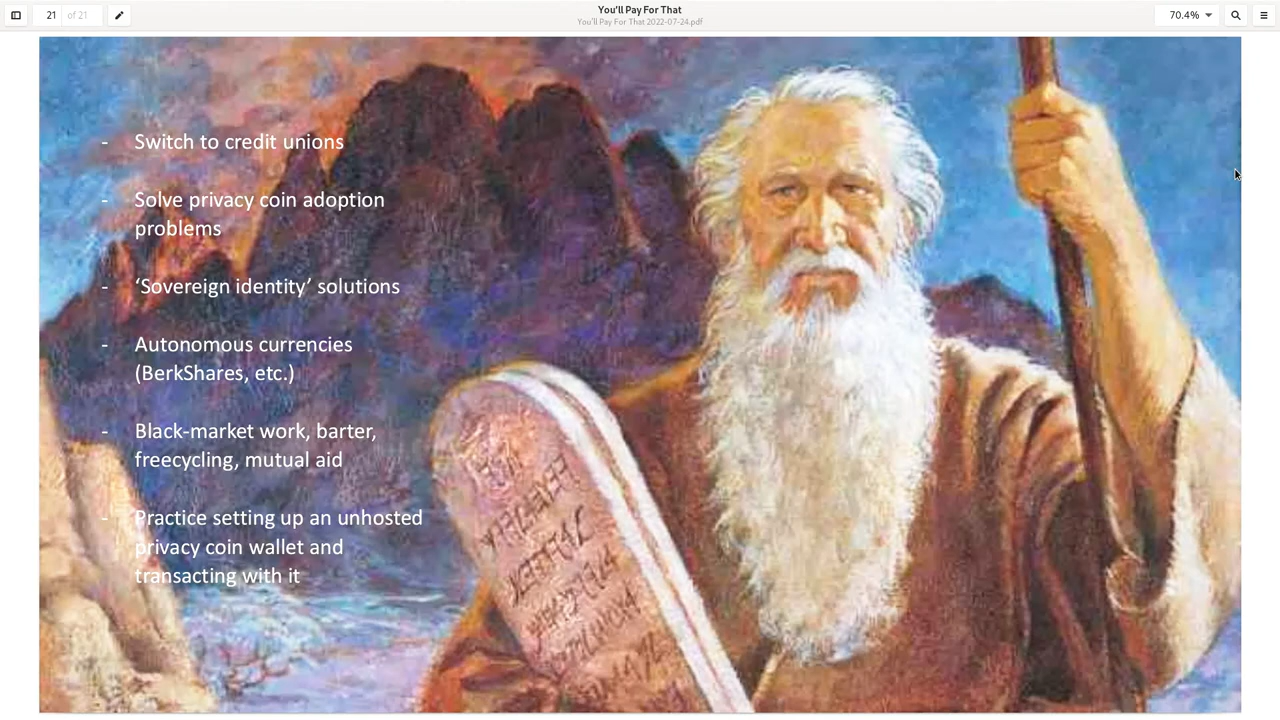 21
of 21
You'll Pay For That
You'll Pay For That 2022-07-24.pdf
70.4%
- Switch to credit unions
- Solve privacy coin adoption
problems
- ‘Sovereign identity’ solutions
- Autonomous currencies
(BerkShares, etc.)
- Black-market work, barter,
freecycling, mutual aid
- Practice setting up an unhosted
privacy coin wallet and
transacting with it